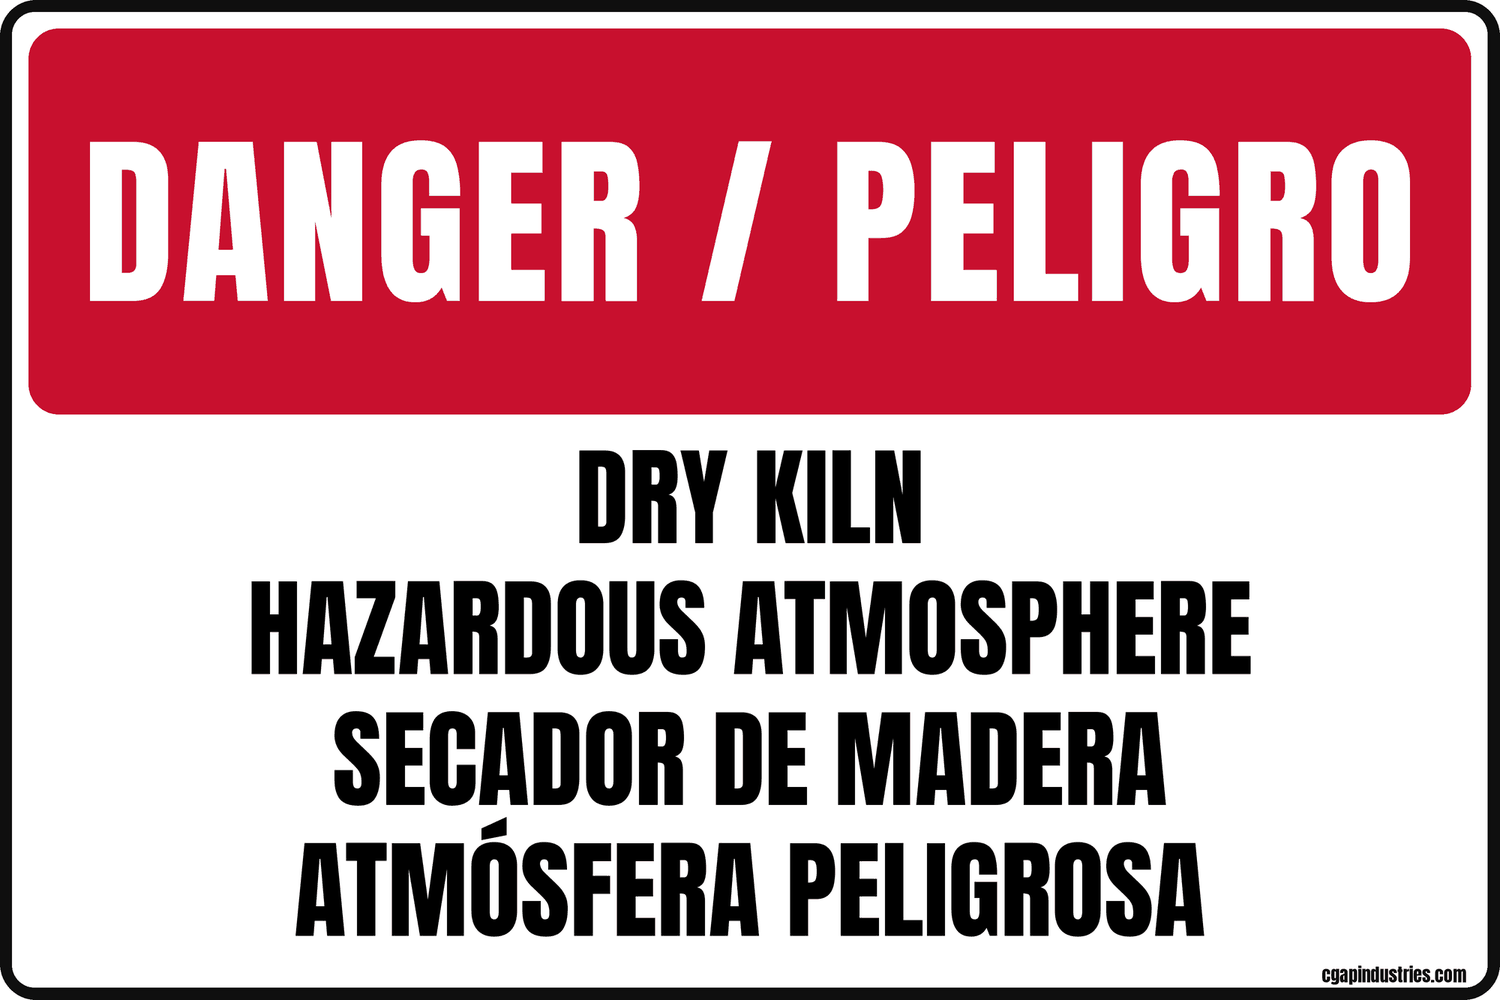 DANGER / PELIGRO
DRY KILN
HAZARDOUS ATMOSPHERE
SECADOR DE MADERA
ATMÓSFERA PELIGROSA
cgapindustries.com